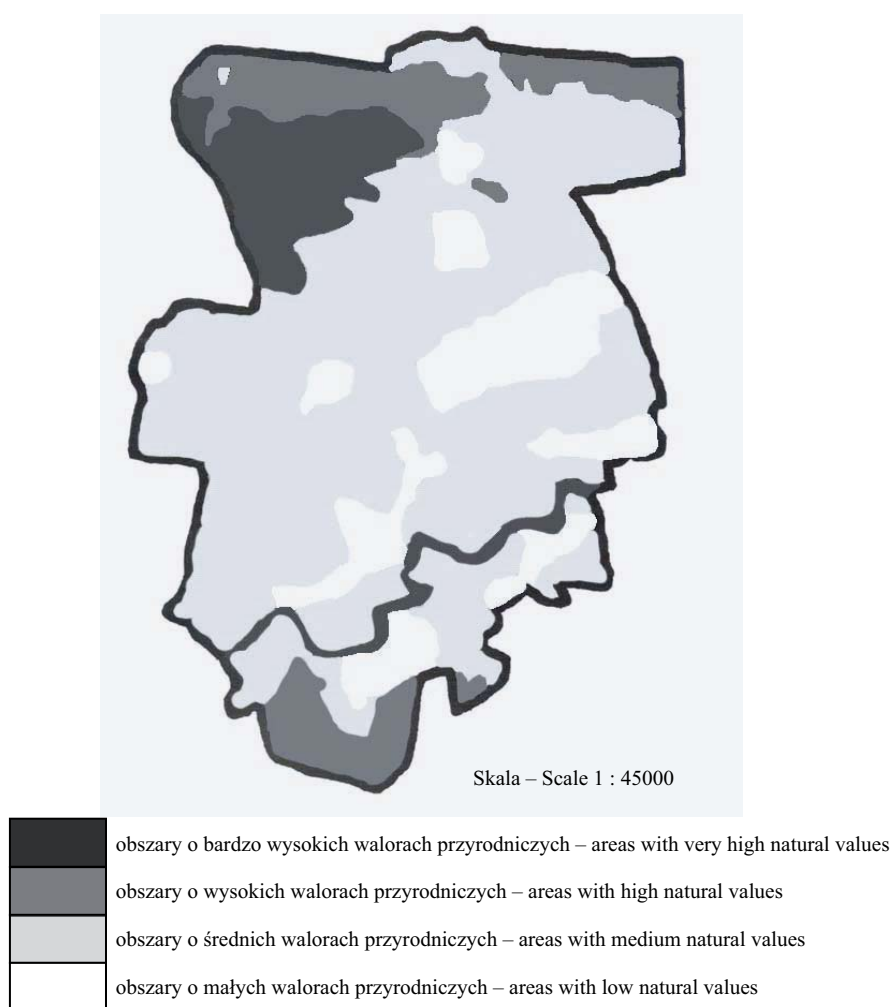 Skala – Scale 1 : 45000
obszary o bardzo wysokich walorach przyrodniczych – areas with very high natural values
obszary o wysokich walorach przyrodniczych – areas with high natural values
obszary o średnich walorach przyrodniczych – areas with medium natural values
obszary o małych walorach przyrodniczych – areas with low natural values